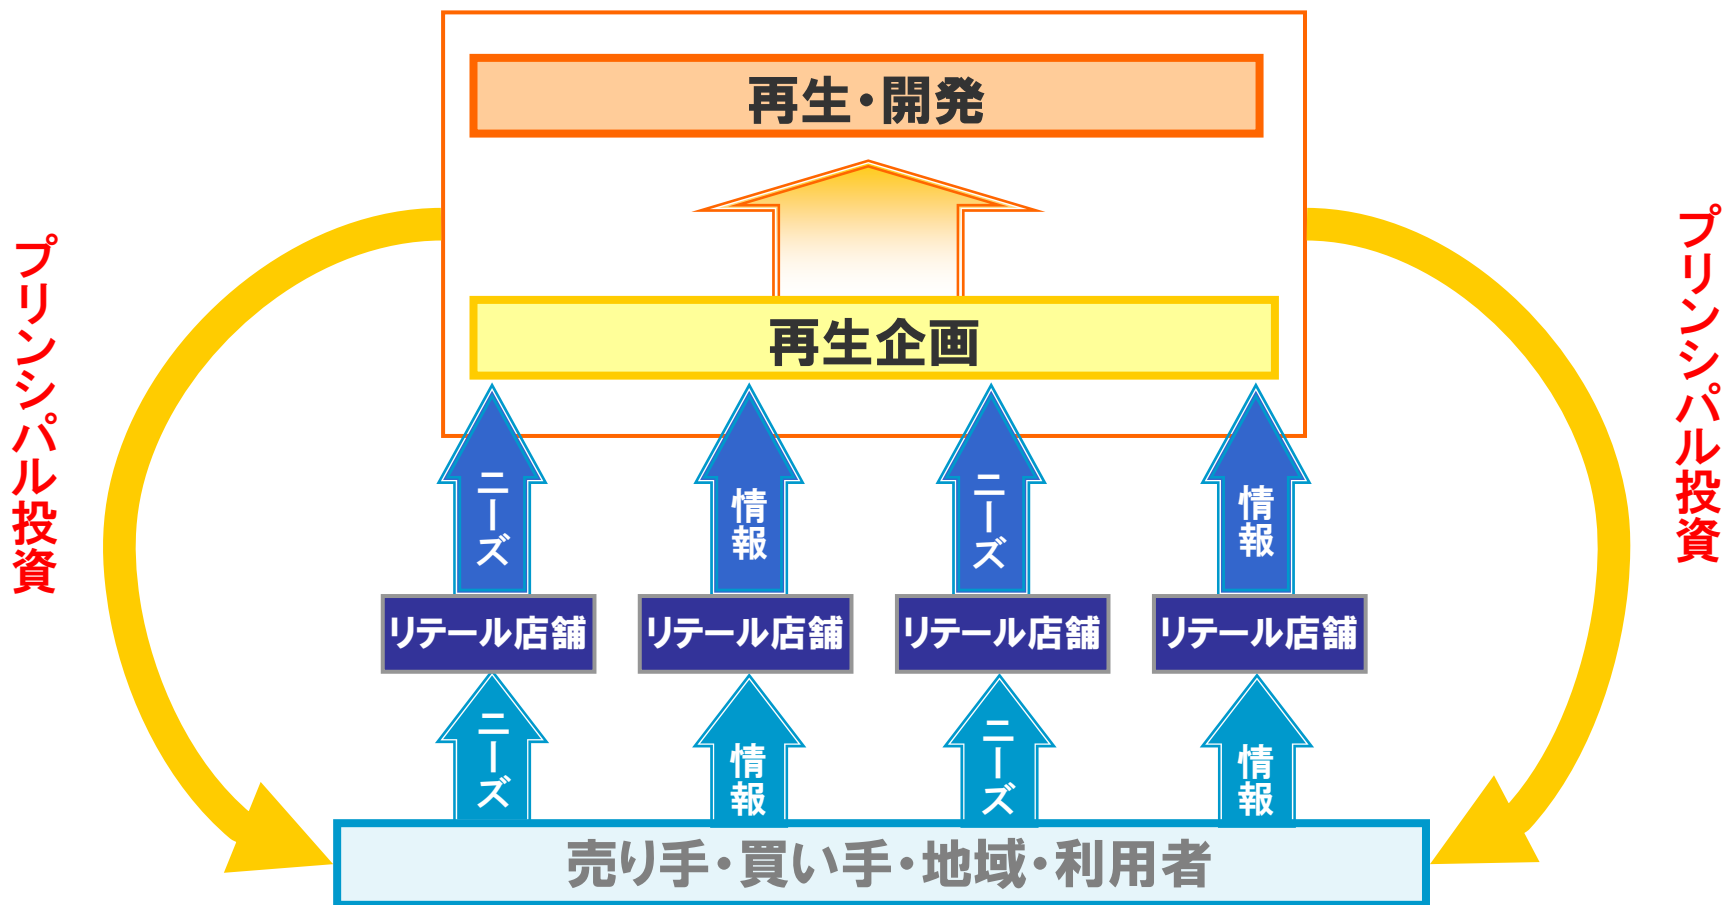 再生・開発
プリンシパル投資
プリンシパル投資
再生企画
ニーズ
情報
ニーズ
情報
リテール店舗
リテール店舗
リテール店舗
リテール店舗
ニーズ
情報
ニーズ
情報
売り手・買い手・地域・利用者